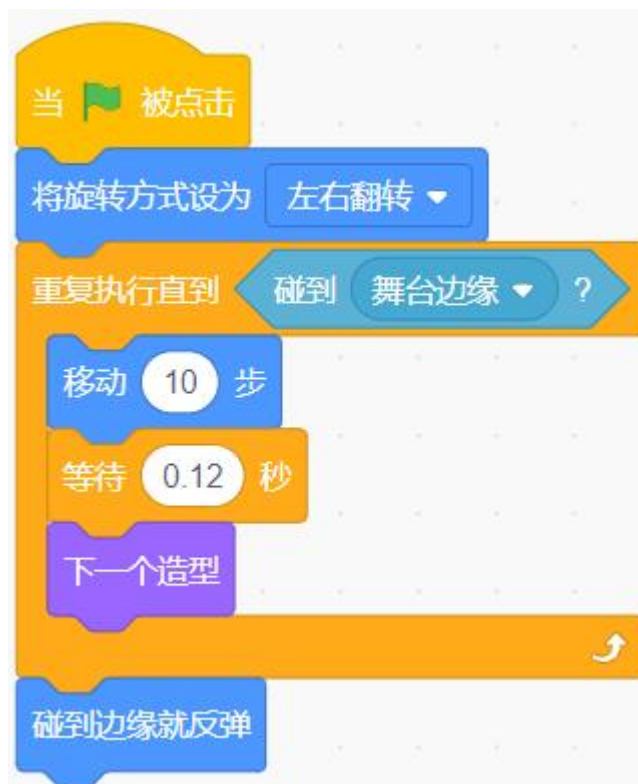 当 被点击
将旋转方式设为 左右翻转
重复执行直到 碰到 舞台边缘 ?
移动 10 步
等待 0.12 秒
下一个造型
碰到边缘就反弹